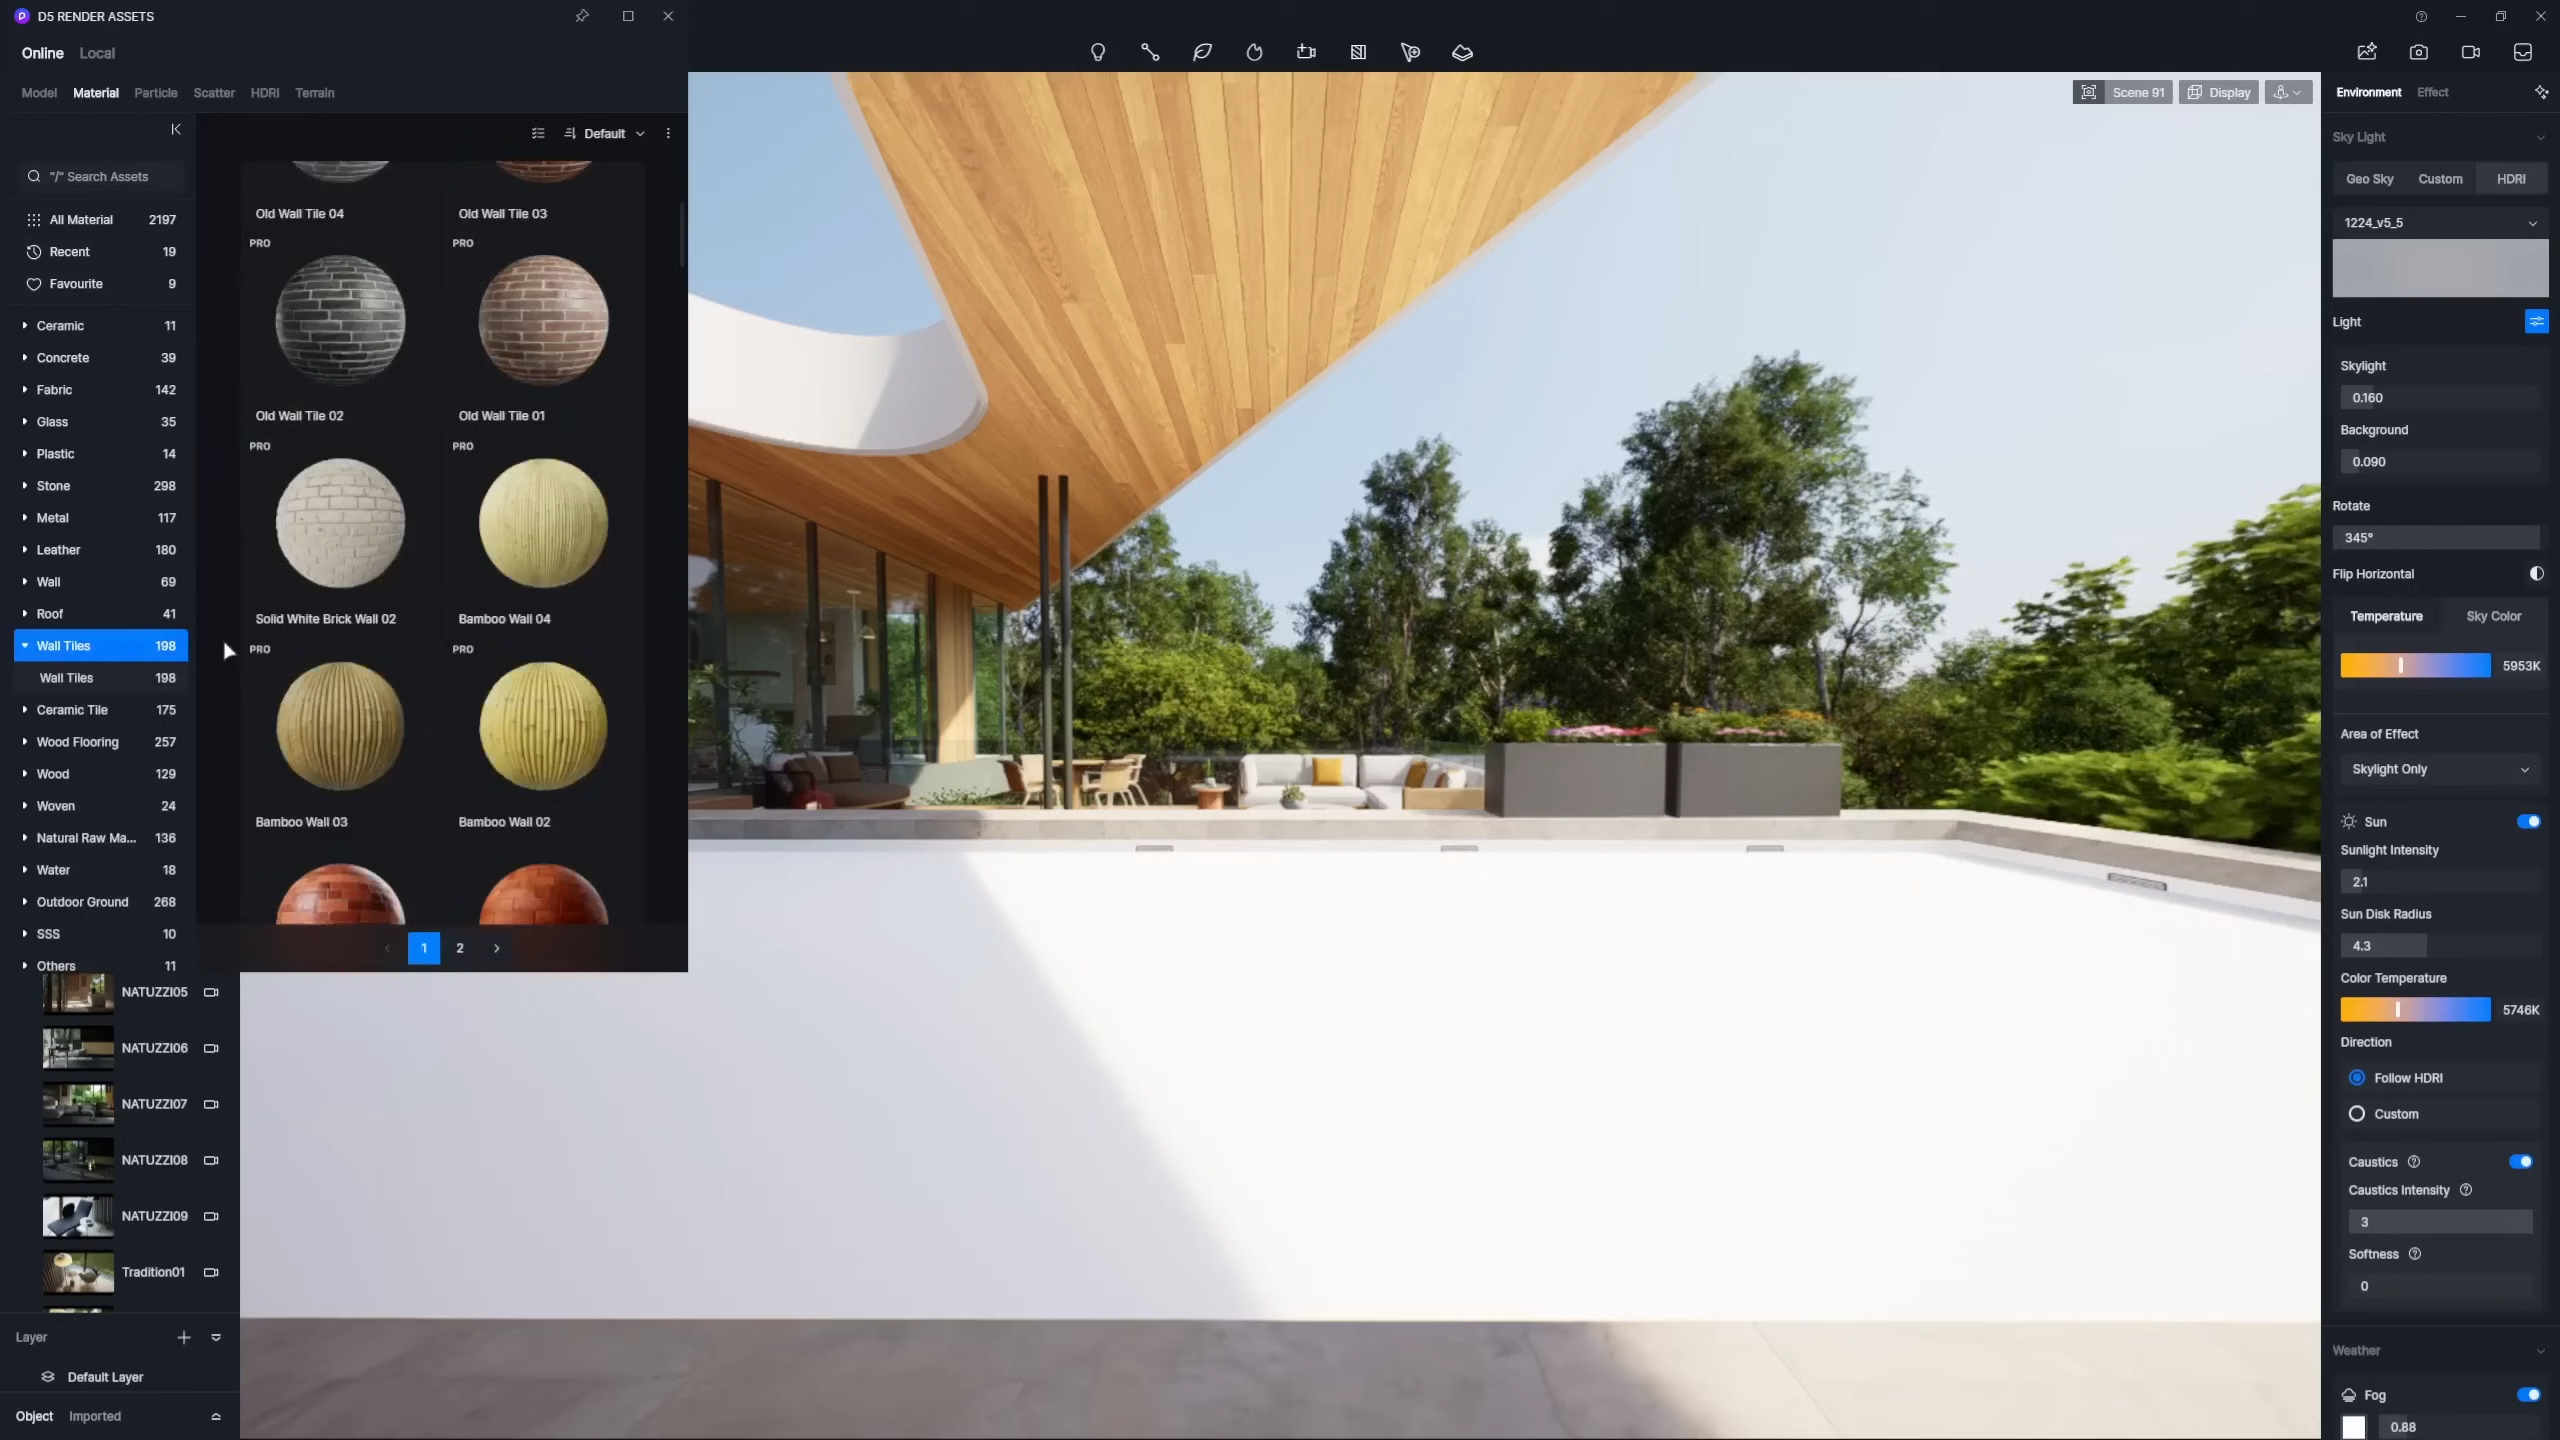 D5 RENDER ASSETS
Online Local
Model Material Particle Scatter HDRI Terrain
Default
"/" Search Assets
All Material 2197
Recent 19
Favourite 9
Ceramic 11
Concrete 39
Fabric 142
Glass 35
Plastic 14
Stone 298
Metal 117
Leather 180
Wall 69
Roof 41
Wall Tiles 198
Wall Tiles 198
Ceramic Tile 175
Wood Flooring 257
Wood 129
Woven 24
Natural Raw Ma... 136
Water 18
Outdoor Ground 268
SSS 10
Others 11
Old Wall Tile 04 Old Wall Tile 03
PRO PRO
Old Wall Tile 02 Old Wall Tile 01
PRO PRO
Solid White Brick Wall 02 Bamboo Wall 04
PRO PRO
Bamboo Wall 03 Bamboo Wall 02
1 2
NATUZZI05
NATUZZI06
NATUZZI07
NATUZZI08
NATUZZI09
Tradition01
Layer
Default Layer
Object Imported
Scene 91 Display
Environment Effect
Sky Light
Geo Sky Custom HDRI
1224_v5_5
Light
Skylight
0.160
Background
0.090
Rotate
345°
Flip Horizontal
Temperature Sky Color
5953K
Area of Effect
Skylight Only
Sun
Sunlight Intensity
2.1
Sun Disk Radius
4.3
Color Temperature
5746K
Direction
Follow HDRI
Custom
Caustics
Caustics Intensity
3
Softness
0
Weather
Fog
0.88